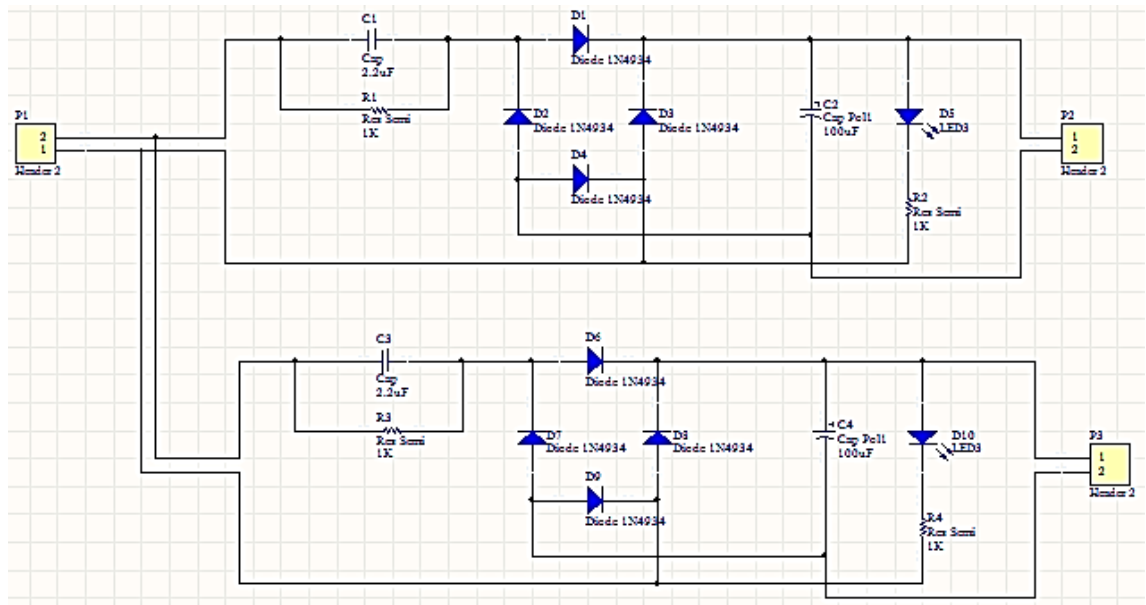 C1
Cap
2.2uF
R1
Res Semi
1K
D1
Diode 1N4934
D2
Diode 1N4934
D3
Diode 1N4934
D4
Diode 1N4934
C2
Cap Pol1
100uF
D5
LED3
R2
Res Semi
1K
P1
2
1
Header 2
P2
1
2
Header 2
C3
Cap
2.2uF
R3
Res Semi
1K
D6
Diode 1N4934
D7
Diode 1N4934
D8
Diode 1N4934
D9
Diode 1N4934
C4
Cap Pol1
100uF
D10
LED3
R4
Res Semi
1K
P3
1
2
Header 2